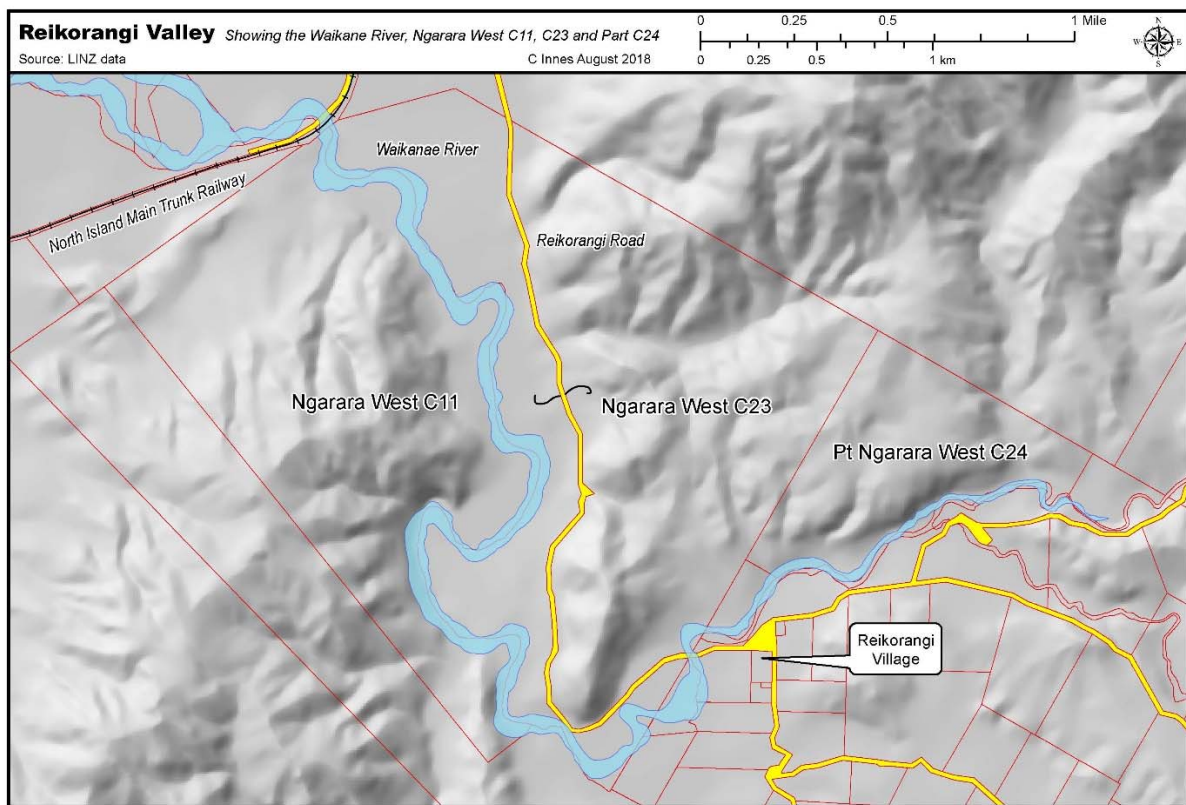 Reikorangi Valley Showing the Waikane River, Ngarara West C11, C23 and Part C24
Source: LINZ data C Innes August 2018
0 0.25 0.5 1 Mile
0 0.25 0.5 1 km
N
W E
S
Waikanae River
North Island Main Trunk Railway
Reikorangi Road
Ngarara West C11
Ngarara West C23
Pt Ngarara West C24
Reikorangi
Village